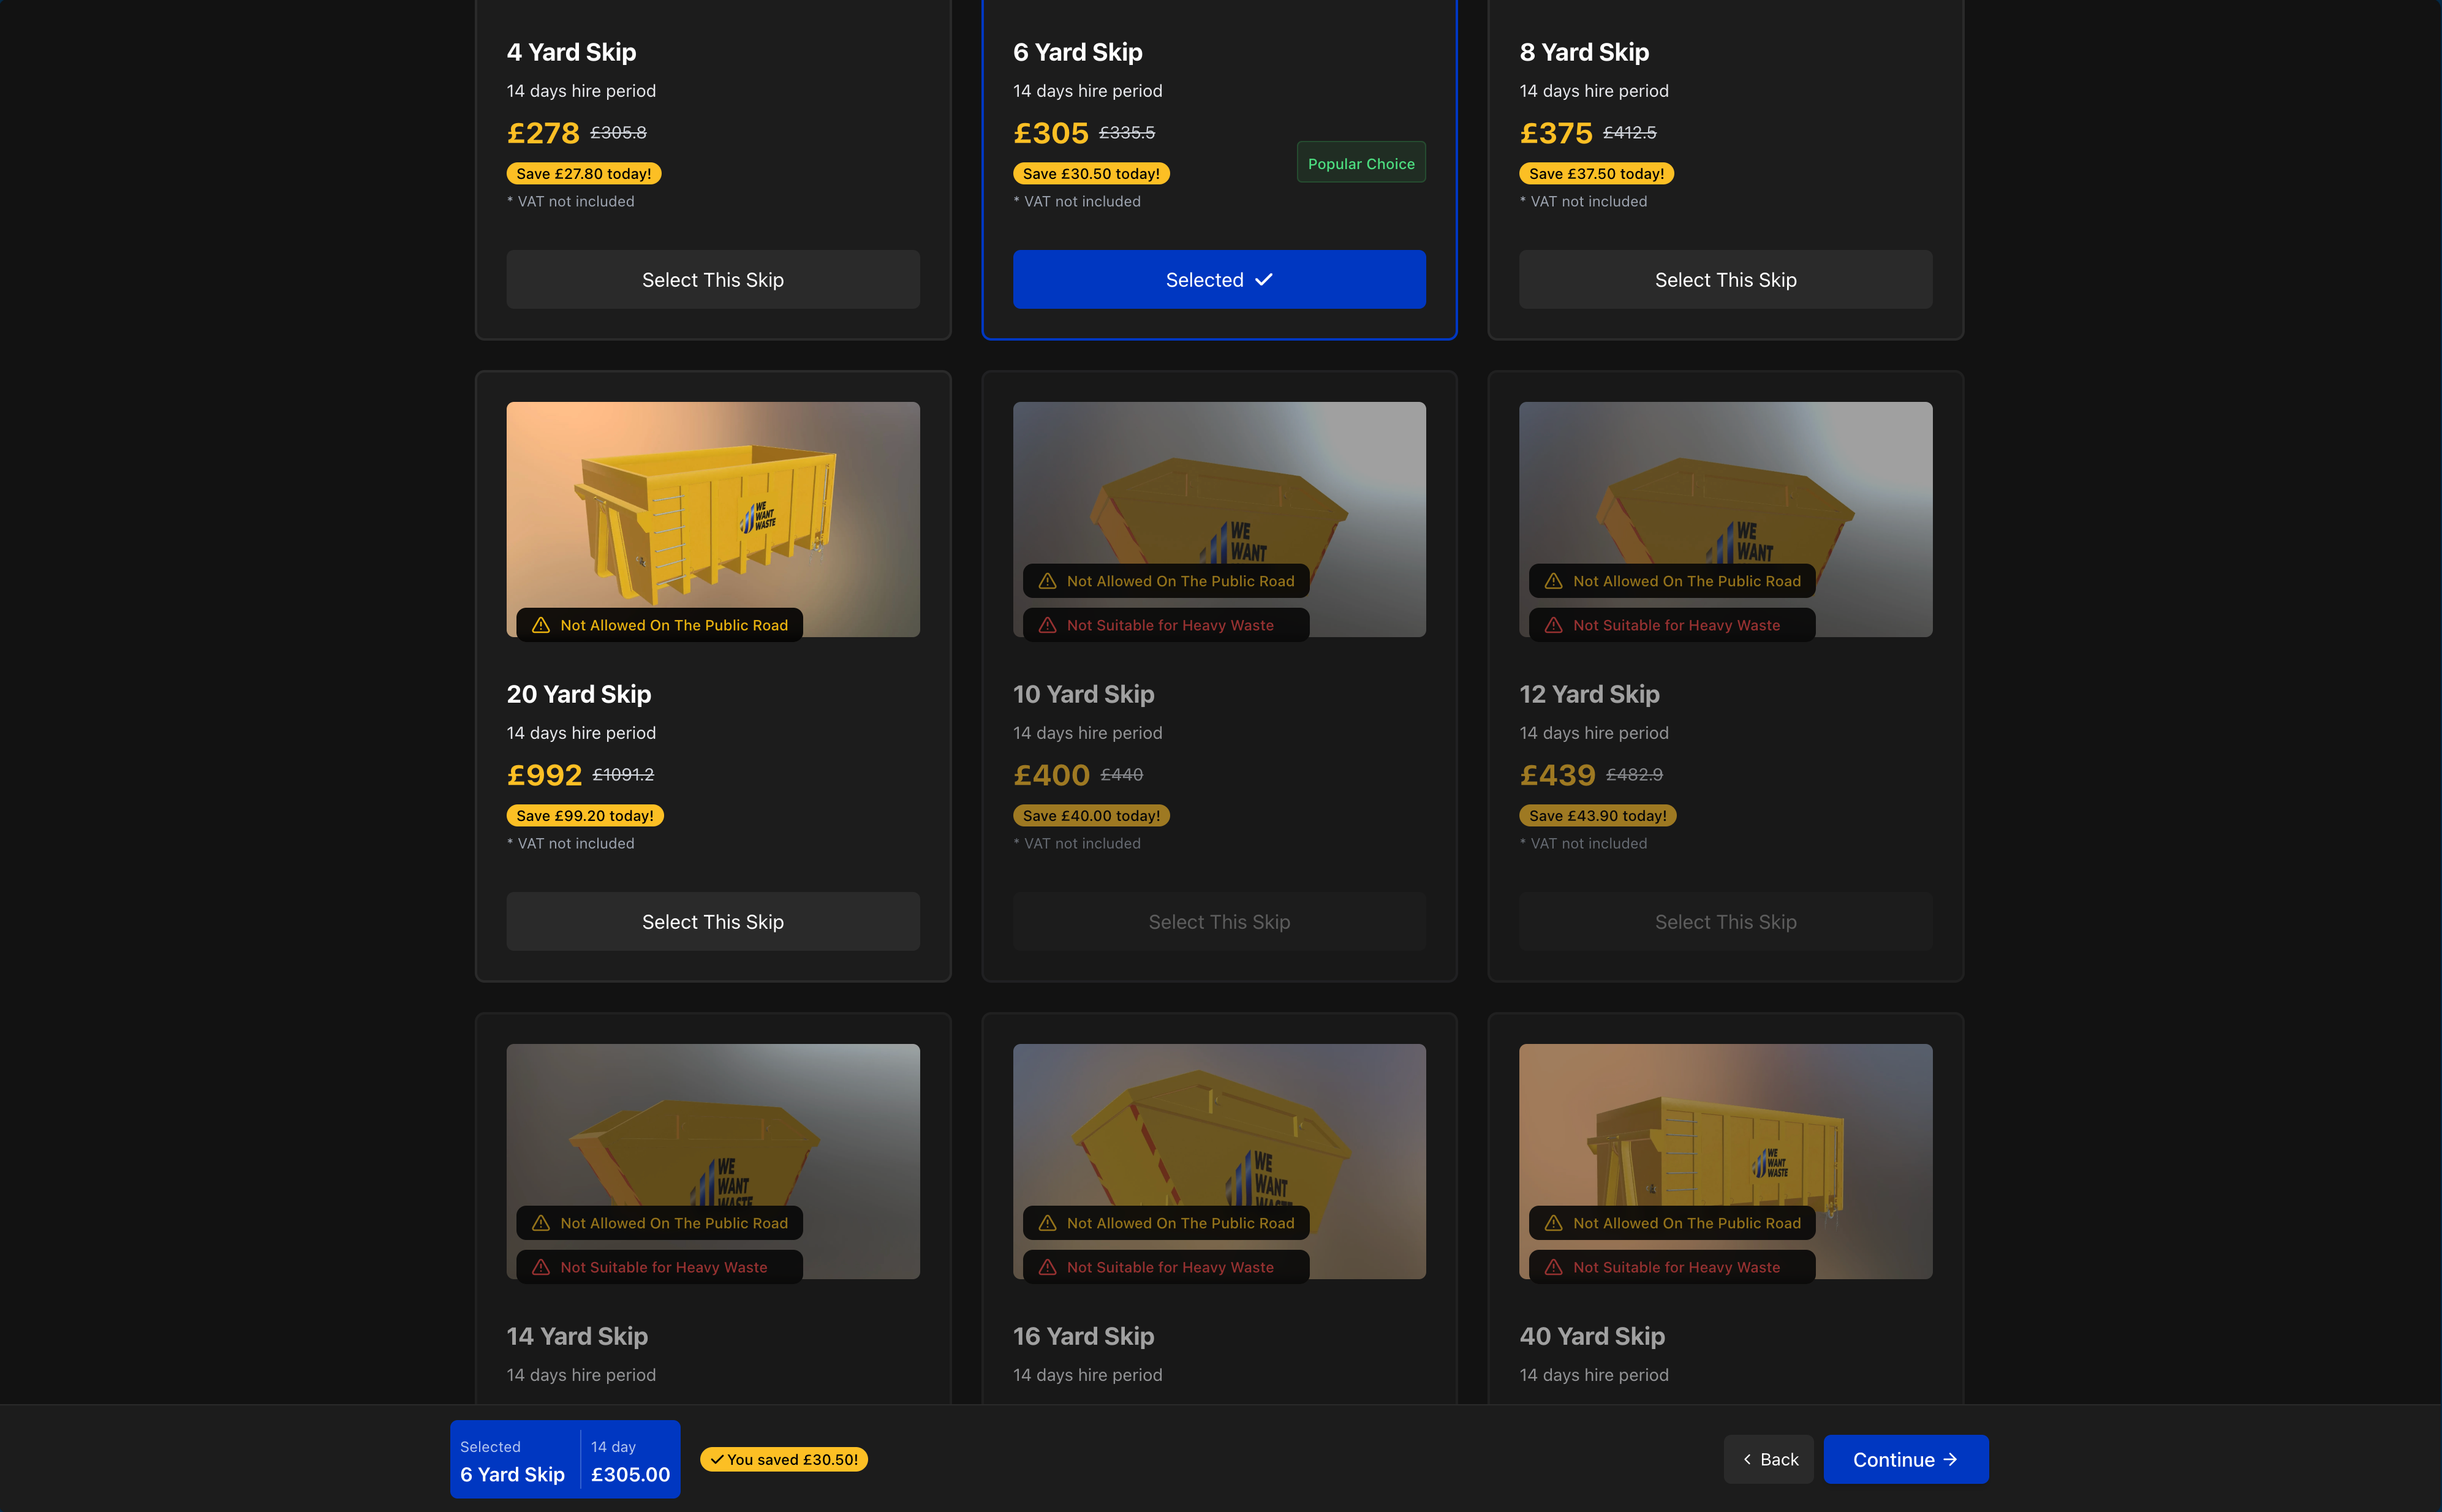 4 Yard Skip
14 days hire period
£278 £305.8
Save £27.80 today!
* VAT not included
Select This Skip
6 Yard Skip
14 days hire period
£305 £335.5
Save £30.50 today!
* VAT not included
Popular Choice
Selected
8 Yard Skip
14 days hire period
£375 £412.5
Save £37.50 today!
* VAT not included
Select This Skip
WE
WANT
WASTE
Not Allowed On The Public Road
20 Yard Skip
14 days hire period
£992 £1091.2
Save £99.20 today!
* VAT not included
Select This Skip
WE
WANT
Not Allowed On The Public Road
Not Suitable for Heavy Waste
10 Yard Skip
14 days hire period
£400 £440
Save £40.00 today!
* VAT not included
Select This Skip
WE
WANT
Not Allowed On The Public Road
Not Suitable for Heavy Waste
12 Yard Skip
14 days hire period
£439 £482.9
Save £43.90 today!
* VAT not included
Select This Skip
WE
WANT
WASTE
Not Allowed On The Public Road
Not Suitable for Heavy Waste
14 Yard Skip
14 days hire period
WE
WANT
WASTE
Not Allowed On The Public Road
Not Suitable for Heavy Waste
16 Yard Skip
14 days hire period
WE
WANT
WASTE
Not Allowed On The Public Road
Not Suitable for Heavy Waste
40 Yard Skip
14 days hire period
Selected
6 Yard Skip
14 day
£305.00
You saved £30.50!
Back
Continue